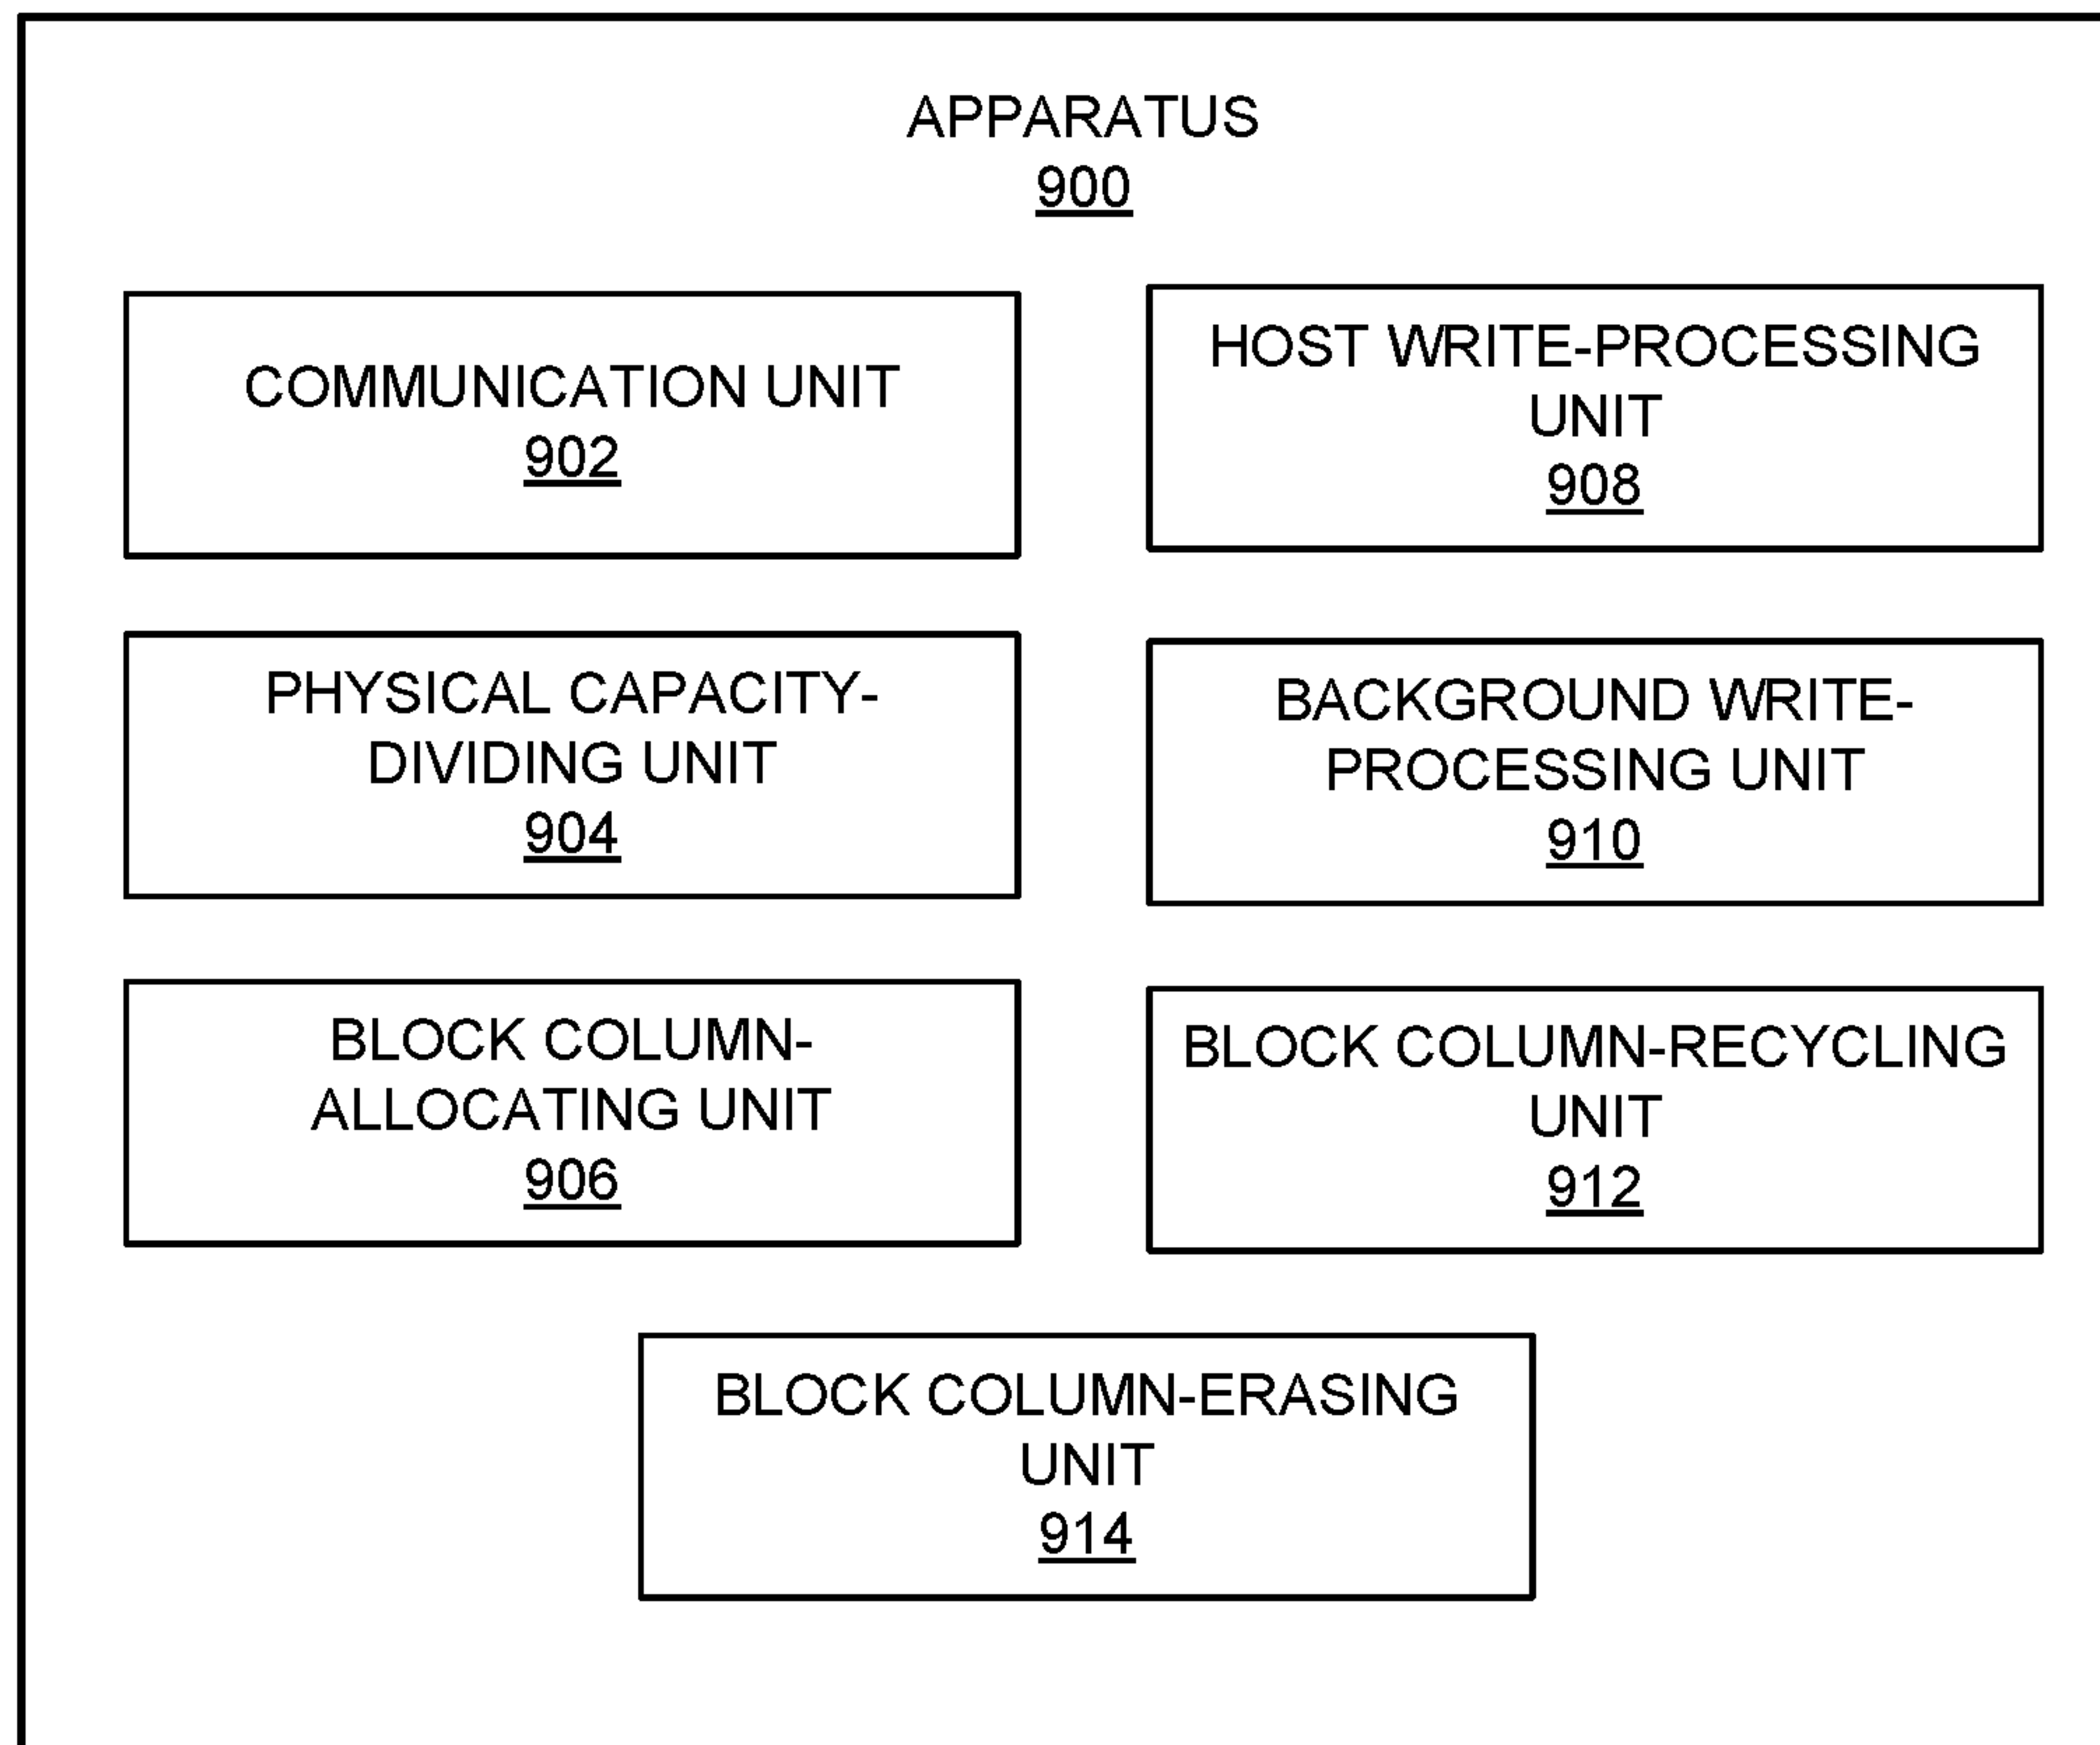 APPARATUS
900
COMMUNICATION UNIT
902
HOST WRITE-PROCESSING
UNIT
908
PHYSICAL CAPACITY-
DIVIDING UNIT
904
BACKGROUND WRITE-
PROCESSING UNIT
910
BLOCK COLUMN-
ALLOCATING UNIT
906
BLOCK COLUMN-RECYCLING
UNIT
912
BLOCK COLUMN-ERASING
UNIT
914